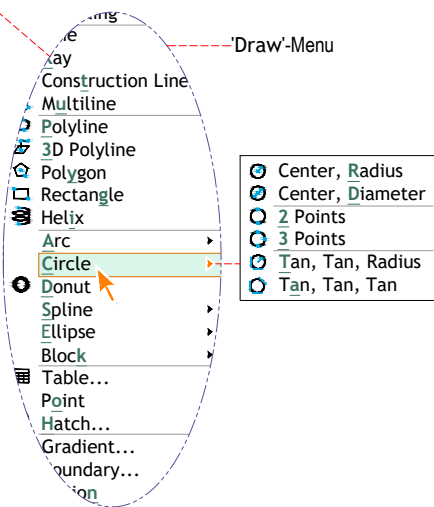 'Draw'-Menu
Construction Line
Multiline
Polyline
3D Polyline
Polygon
Rectangle
Helix
Arc
Circle
Donut
Spline
Ellipse
Block
Table...
Point
Hatch...
Gradient...
Center, Radius
Center, Diameter
2 Points
3 Points
Tan, Tan, Radius
Tan, Tan, Tan